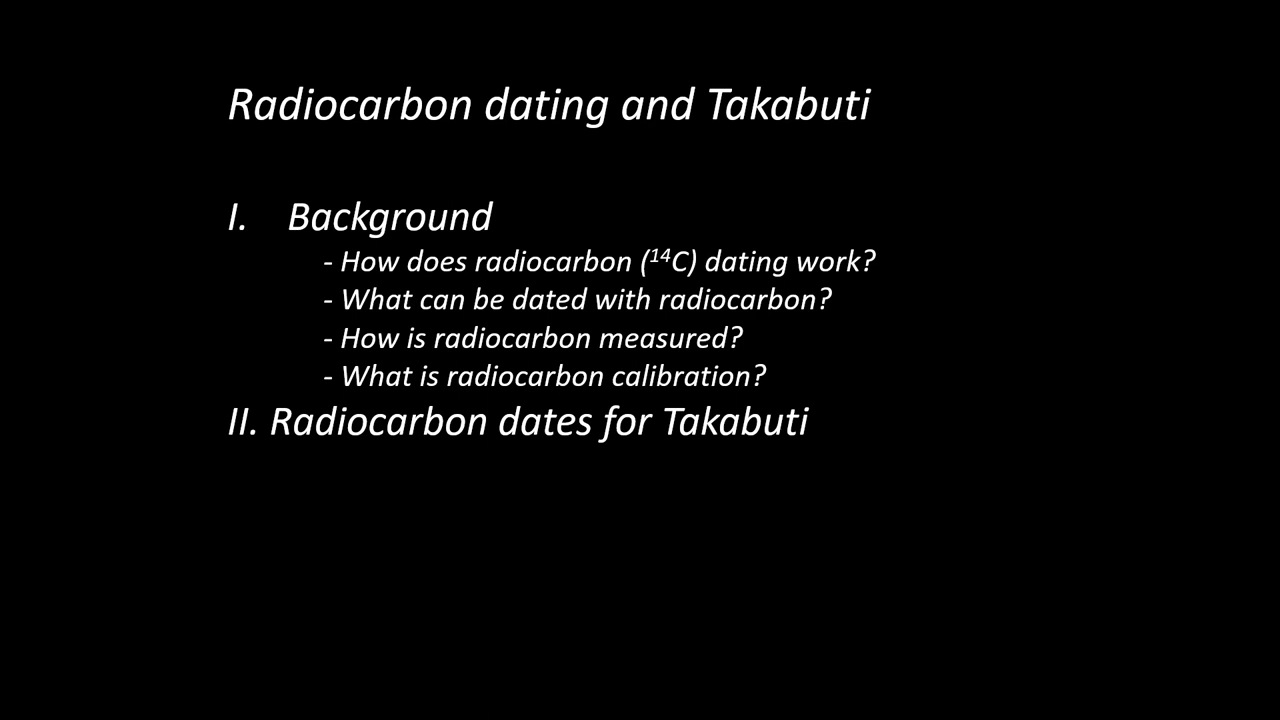 Radiocarbon dating and Takabuti
I. Background
- How does radiocarbon (¹⁴C) dating work?
- What can be dated with radiocarbon?
- How is radiocarbon measured?
- What is radiocarbon calibration?
II. Radiocarbon dates for Takabuti